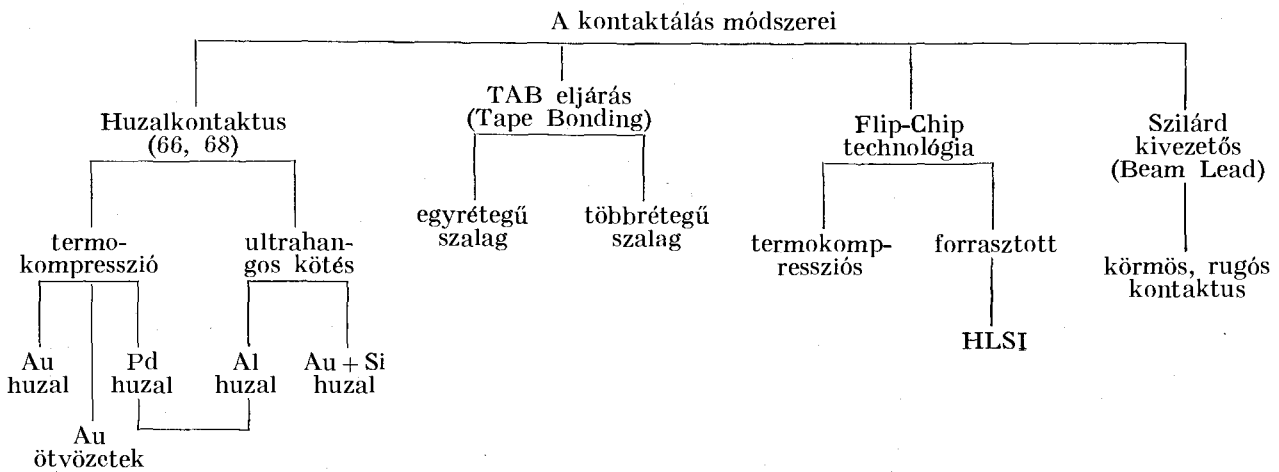 A kontaktálás módszerei
Huzalkontaktus
(66, 68)
TAB eljárás
(Tape Bonding)
Flip-Chip
technológia
Szilárd
kivezetős
(Beam Lead)
termo-
kompresszió
ultrahan-
gos kötés
egyrétegű
szalag
többrétegű
szalag
termokomp-
ressziós
forrasztott
körmös, rugós
kontaktus
HLSI
Au
huzal
Pd
huzal
Al
huzal
Au + Si
huzal
Au
ötvözetek